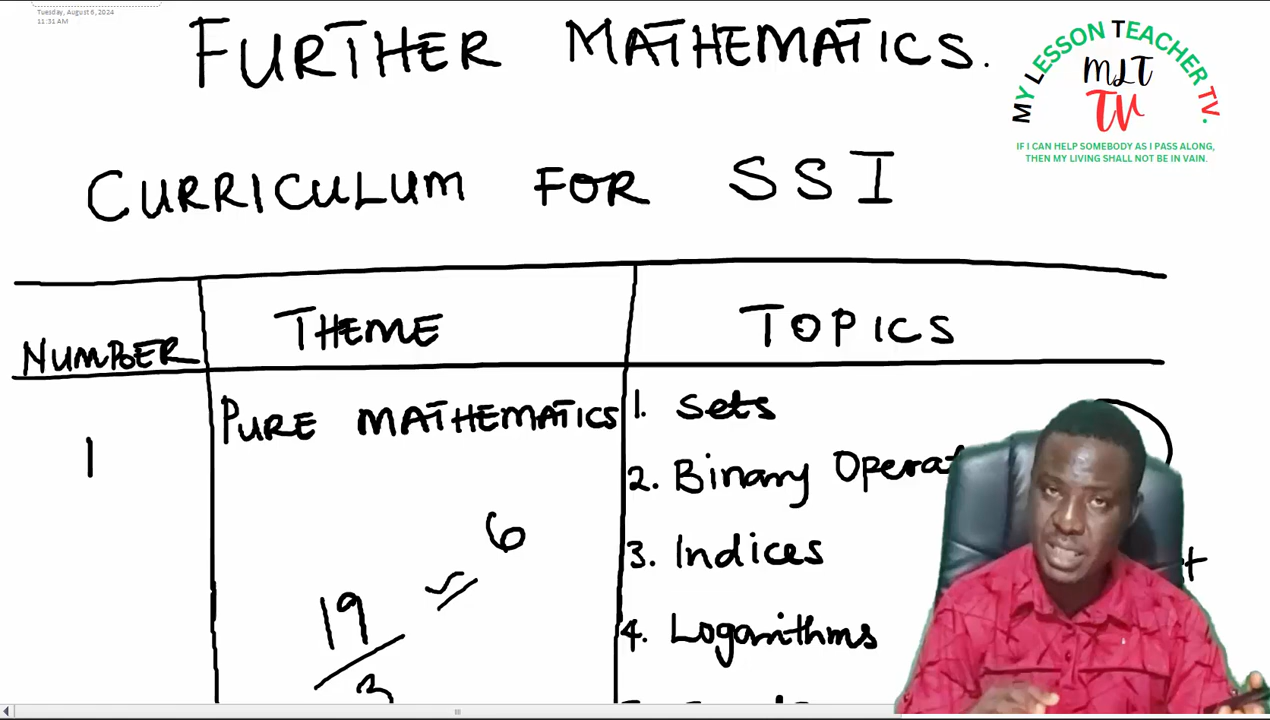 Tuesday, August 6, 2024
11:31 AM
FURTHER MATHEMATICS.
MY LESSON TEACHER TV.
MLT
TV
IF I CAN HELP SOMEBODY AS I PASS ALONG,
THEN MY LIVING SHALL NOT BE IN VAIN.
CURRICULUM FOR SSI
NUMBER THEME TOPICS
1 PURE MATHEMATICS 1. Sets
2. Binary
6
3. Indices
19
4. Logarithms
3